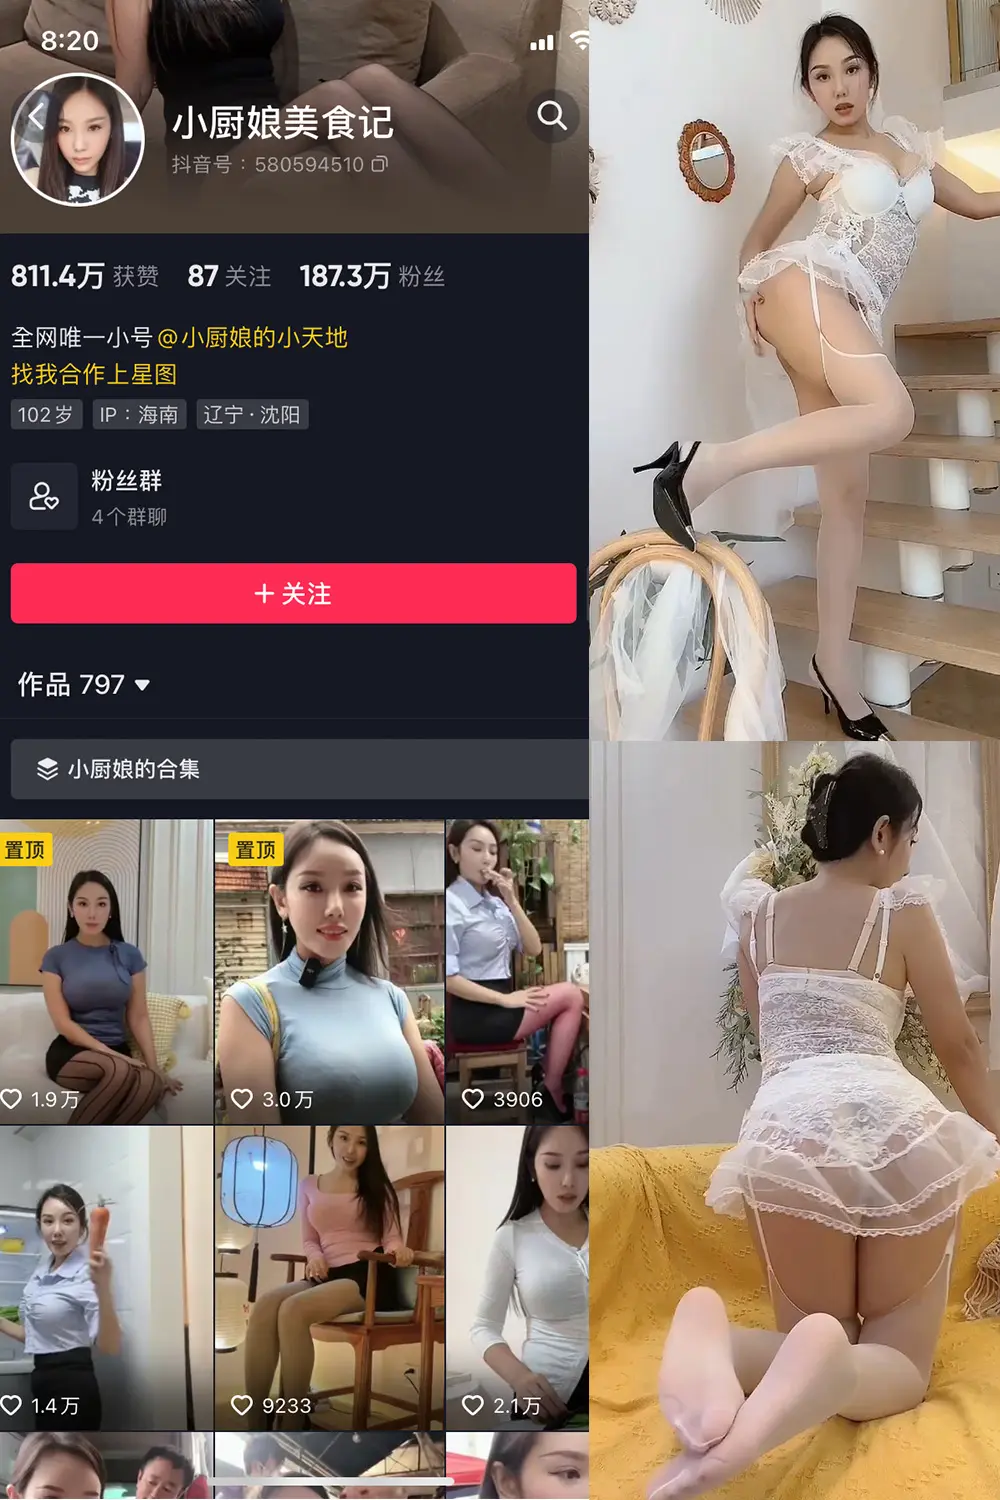 8:20
小厨娘美食记
抖音号：580594510
811.4万 获赞 87 关注 187.3万 粉丝
全网唯一小号@小厨娘的小天地
找我合作上星图
102岁 IP：海南 辽宁·沈阳
粉丝群
4个群聊
+ 关注
作品 797
小厨娘的合集
置顶 置顶
1.9万 3.0万 3906
1.4万 9233 2.1万